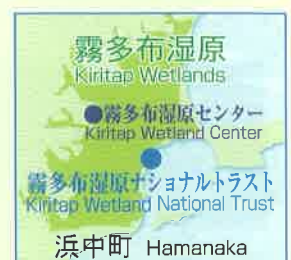 霧多布湿原
Kiritap Wetlands
●霧多布湿原センター
Kiritap Wetland Center
霧多布湿原ナショナルトラスト
Kiritap Wetland National Trust
浜中町 Hamanaka